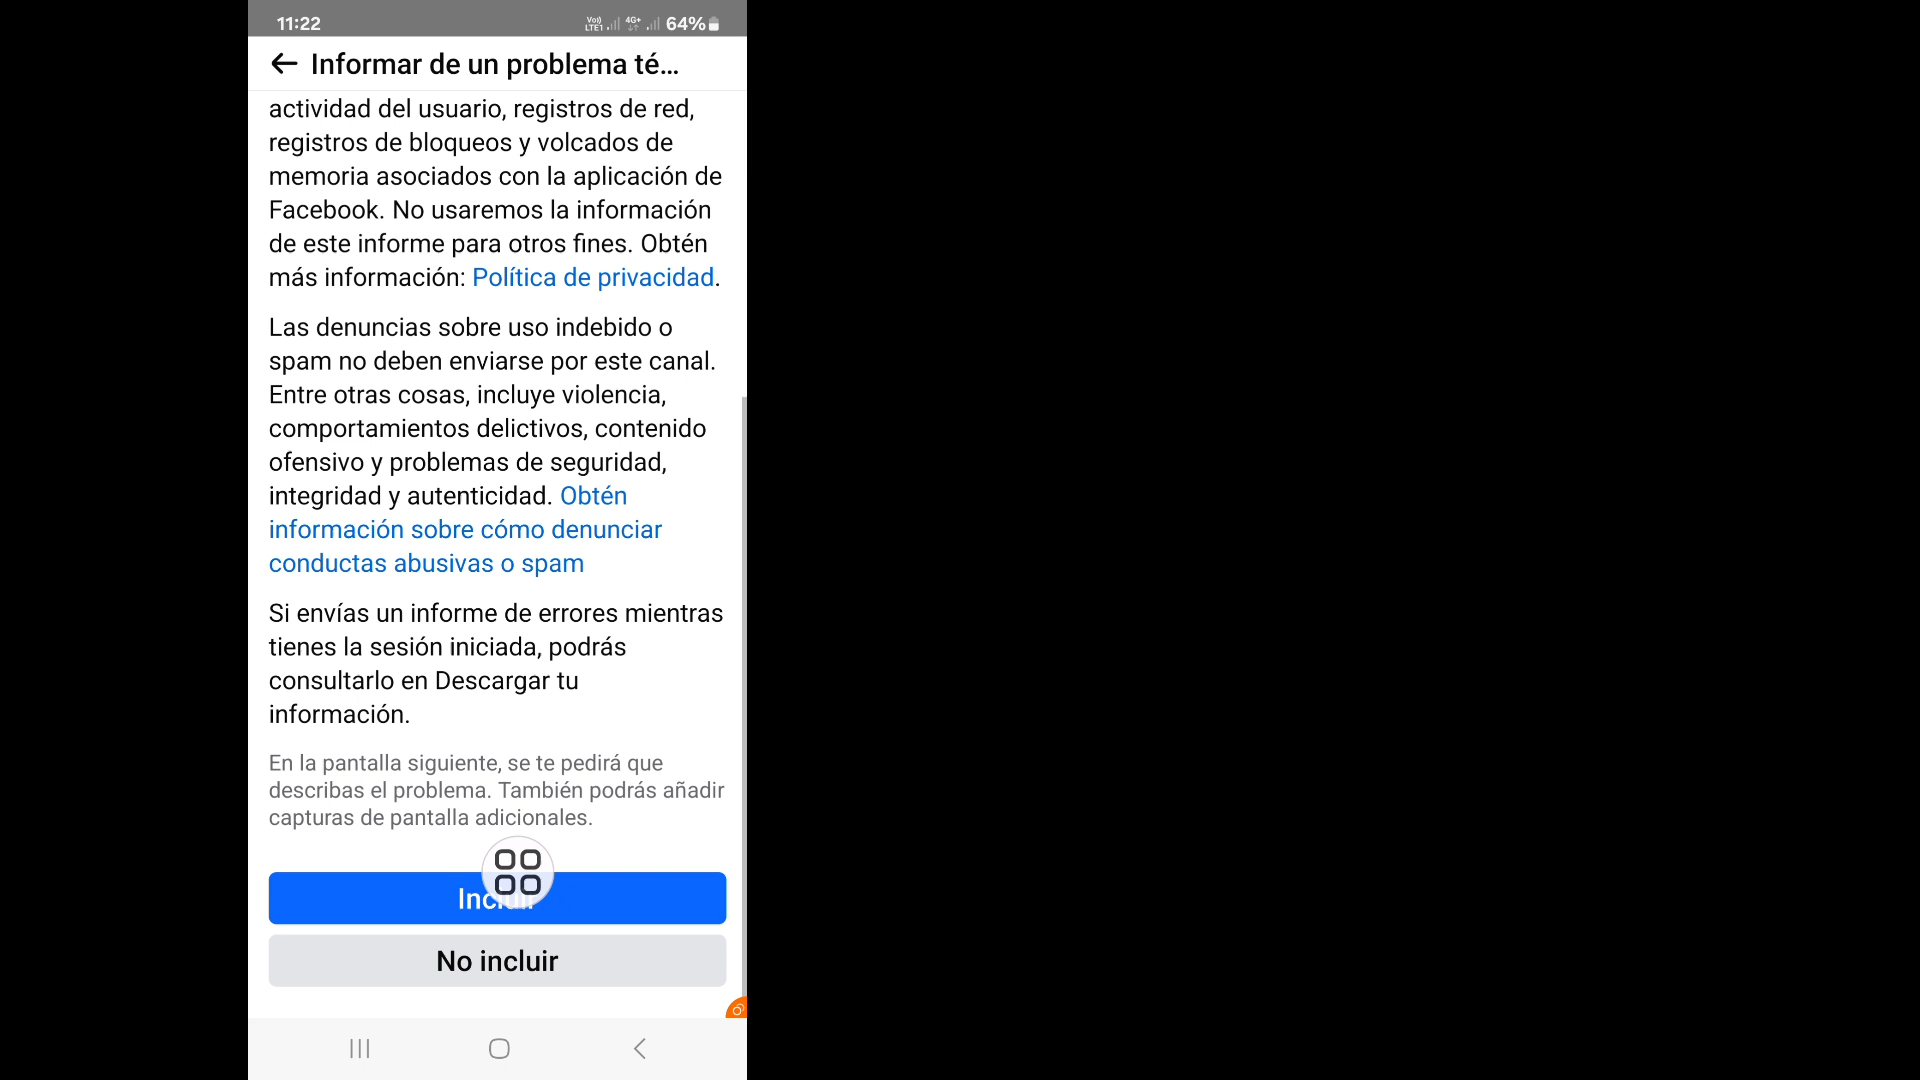 11:22
Vo)) LTE1 4G+ 64%
Informar de un problema té...
actividad del usuario, registros de red,
registros de bloqueos y volcados de
memoria asociados con la aplicación de
Facebook. No usaremos la información
de este informe para otros fines. Obtén
más información: Política de privacidad.
Las denuncias sobre uso indebido o
spam no deben enviarse por este canal.
Entre otras cosas, incluye violencia,
comportamientos delictivos, contenido
ofensivo y problemas de seguridad,
integridad y autenticidad. Obtén
información sobre cómo denunciar
conductas abusivas o spam
Si envías un informe de errores mientras
tienes la sesión iniciada, podrás
consultarlo en Descargar tu
información.
En la pantalla siguiente, se te pedirá que
describas el problema. También podrás añadir
capturas de pantalla adicionales.
Incluir
No incluir